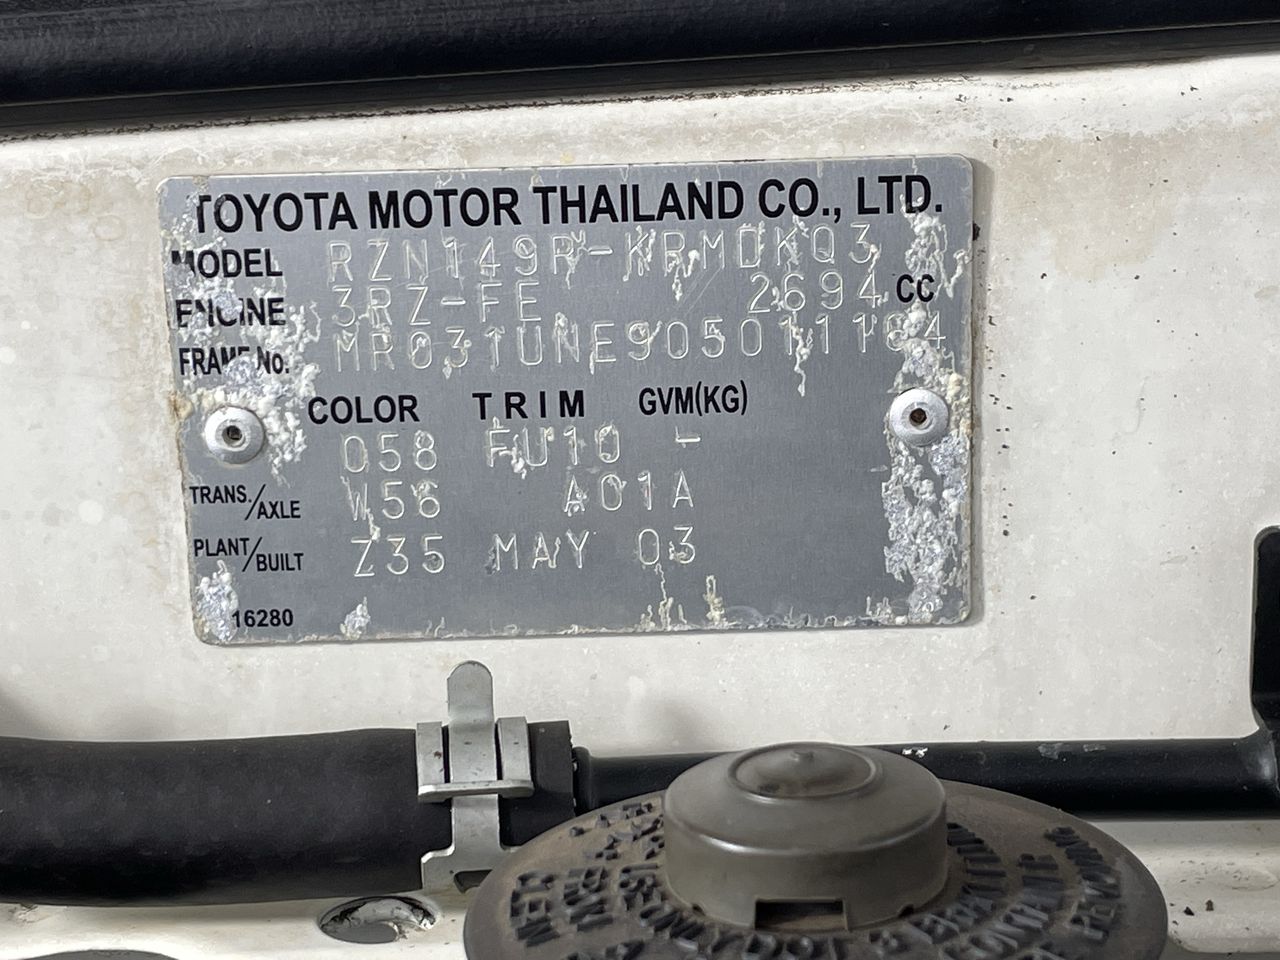 TOYOTA MOTOR THAILAND CO., LTD.
MODEL RZN149R-KRMDKQ3
ENGINE 3RZ-FE 2694 CC
FRAME No. MR031UNE905011184
COLOR TRIM GVM(KG)
058 FU10 -
TRANS./AXLE W56 A01A
PLANT/BUILT Z35 MAY 03
16280